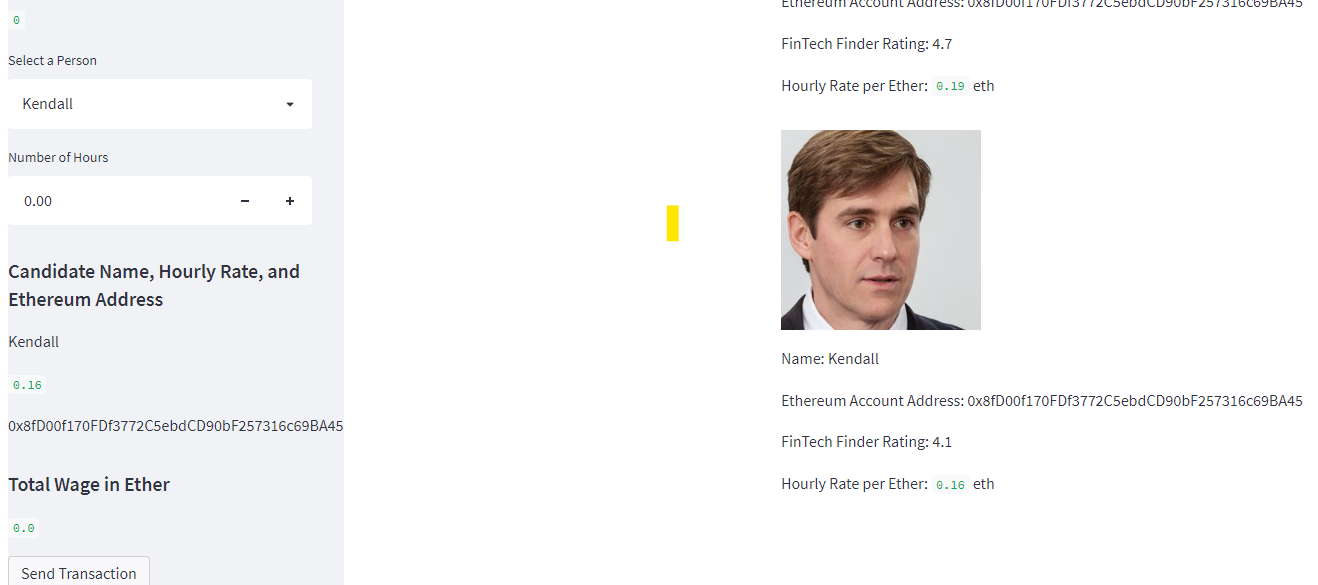 0
Select a Person
Kendall
Number of Hours
0.00
Candidate Name, Hourly Rate, and
Ethereum Address
Kendall
0.16
0x8fD00f170FDf3772C5ebdCD90bF257316c69BA45
Total Wage in Ether
0.0
Send Transaction
Ethereum Account Address: 0x8fD00f170FDf3772C5ebdCD90bF257316c69BA45
FinTech Finder Rating: 4.7
Hourly Rate per Ether: 0.19 eth
Name: Kendall
Ethereum Account Address: 0x8fD00f170FDf3772C5ebdCD90bF257316c69BA45
FinTech Finder Rating: 4.1
Hourly Rate per Ether: 0.16 eth